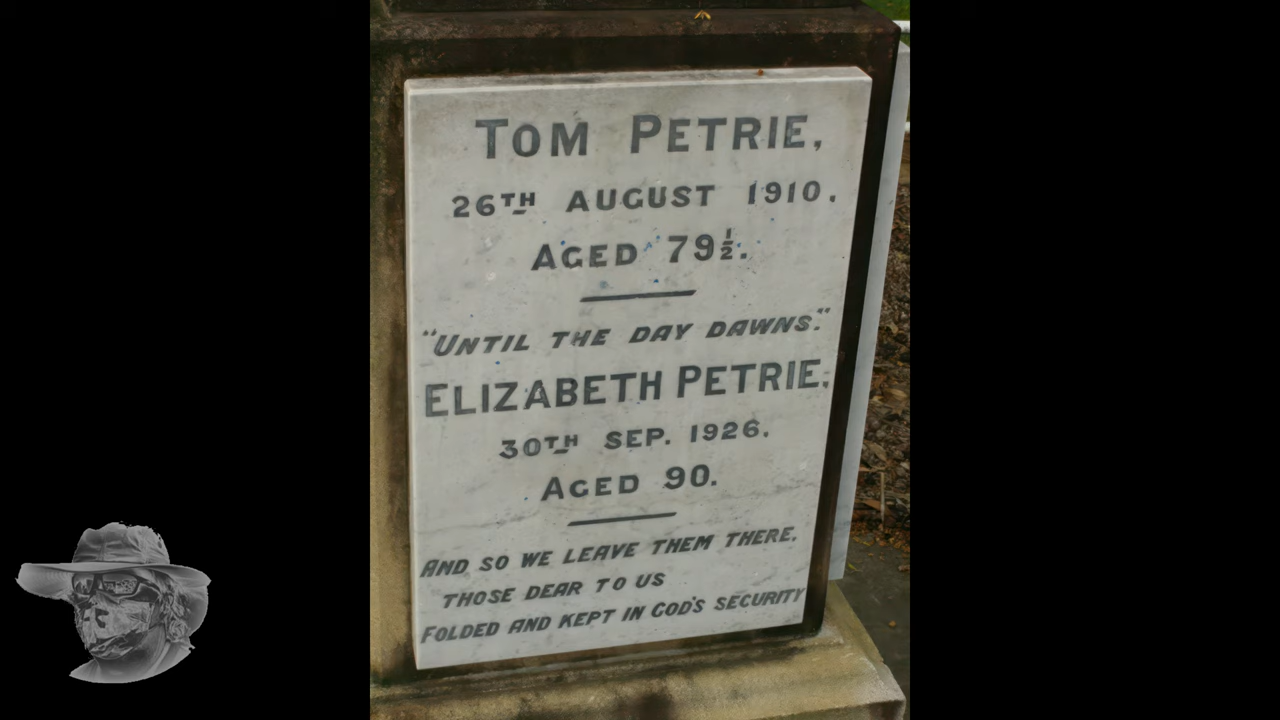 TOM PETRIE,
26TH AUGUST 1910.
AGED 79½.
"UNTIL THE DAY DAWNS."
ELIZABETH PETRIE,
30TH SEP. 1926.
AGED 90.
AND SO WE LEAVE THEM THERE,
THOSE DEAR TO US
FOLDED AND KEPT IN GOD'S SECURITY